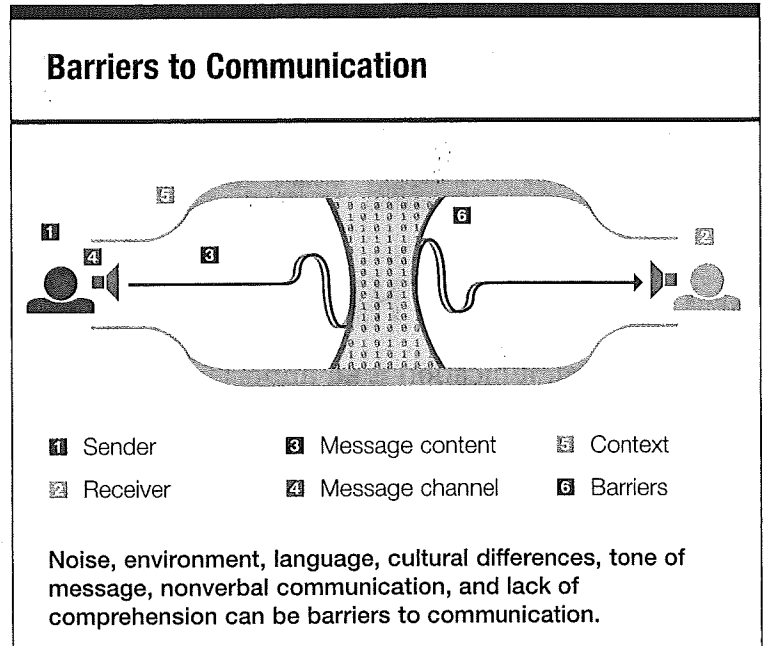 Barriers to Communication
5
6
1
2
4
3
1 Sender
3 Message content
5 Context
2 Receiver
4 Message channel
6 Barriers
Noise, environment, language, cultural differences, tone of
message, nonverbal communication, and lack of
comprehension can be barriers to communication.